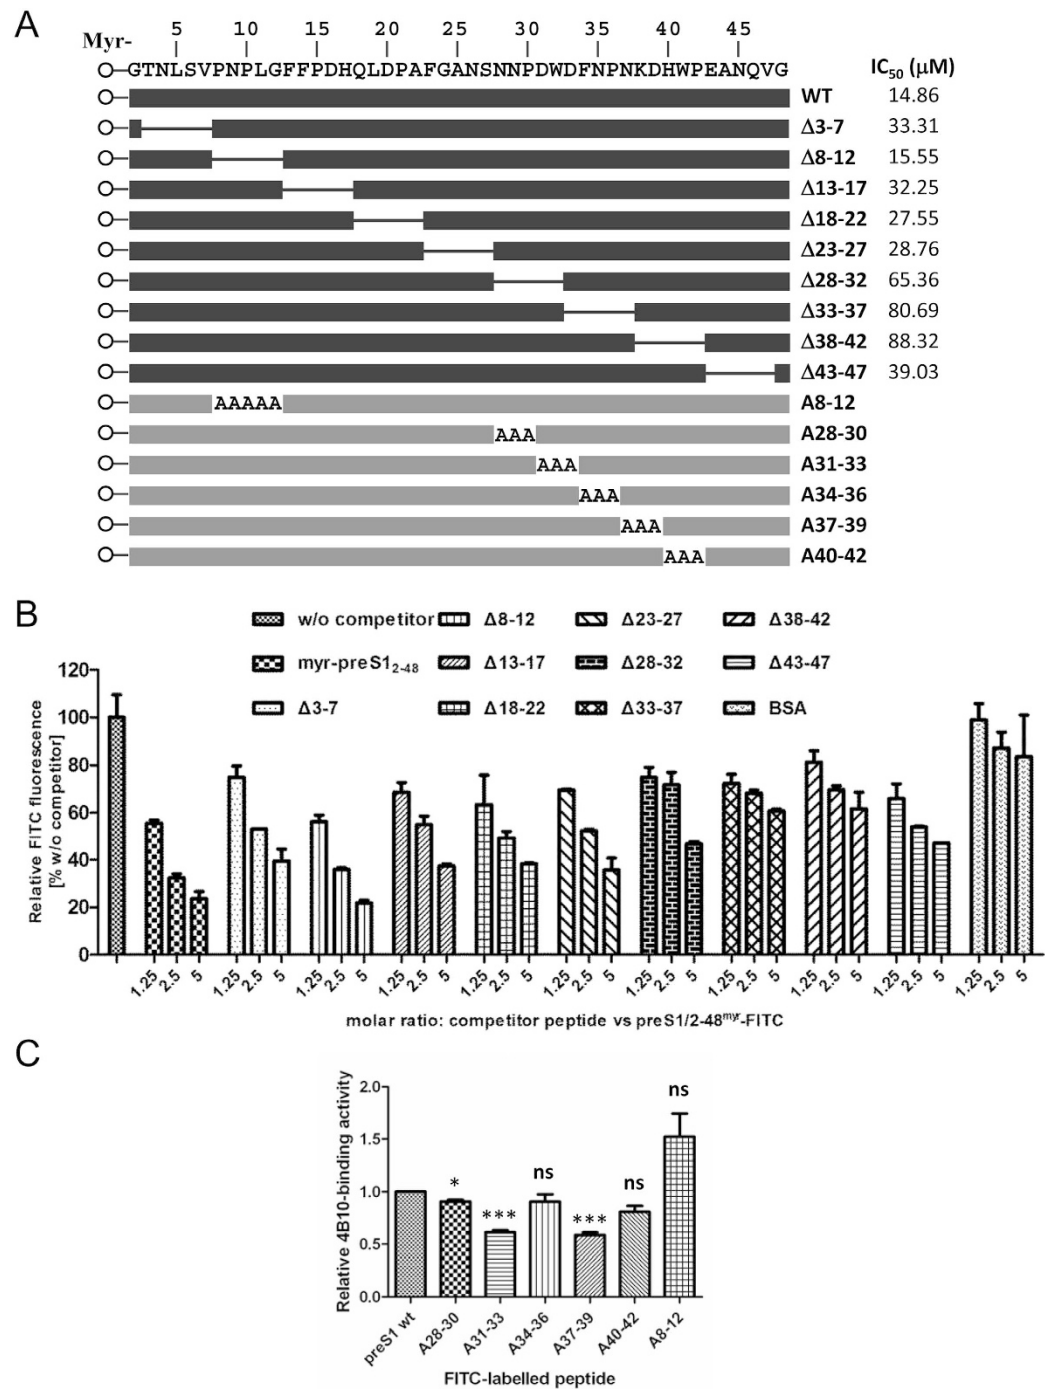 A
5 10 15 20 25 30 35 40 45
Myr-
GTNLSVPNPLGFFPDHQLDPAFGANSNNPDWDFNPNKDHWPEANQVG IC50 (μM)
WT 14.86
Δ3-7 33.31
Δ8-12 15.55
Δ13-17 32.25
Δ18-22 27.55
Δ23-27 28.76
Δ28-32 65.36
Δ33-37 80.69
Δ38-42 88.32
Δ43-47 39.03
AAAAA A8-12
AAA A28-30
AAA A31-33
AAA A34-36
AAA A37-39
AAA A40-42
B
w/o competitor Δ8-12 Δ23-27 Δ38-42
myr-preS12-48 Δ13-17 Δ28-32 Δ43-47
Δ3-7 Δ18-22 Δ33-37 BSA
Relative FITC fluorescence
[% w/o competitor]
120
100
80
60
40
20
0
1.25 2.5 5 1.25 2.5 5 1.25 2.5 5 1.25 2.5 5 1.25 2.5 5 1.25 2.5 5 1.25 2.5 5 1.25 2.5 5 1.25 2.5 5 1.25 2.5 5 1.25 2.5 5
molar ratio: competitor peptide vs preS1/2-48myr-FITC
C
Relative 4B10-binding activity
2.0
1.5
1.0
0.5
0.0
* *** ns *** ns ns
preS1 wt A28-30 A31-33 A34-36 A37-39 A40-42 A8-12
FITC-labelled peptide